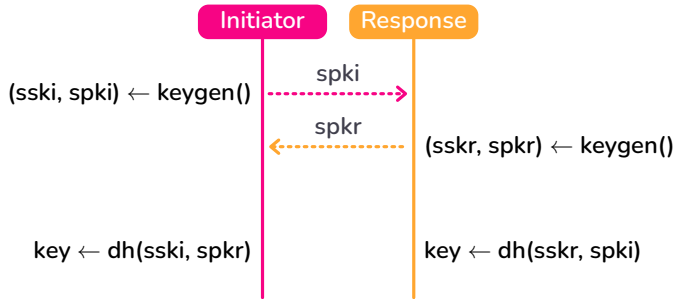 Initiator
Response
spki
(sski, spki) ← keygen()
spkr
(sskr, spkr) ← keygen()
key ← dh(sski, spkr)
key ← dh(sskr, spki)